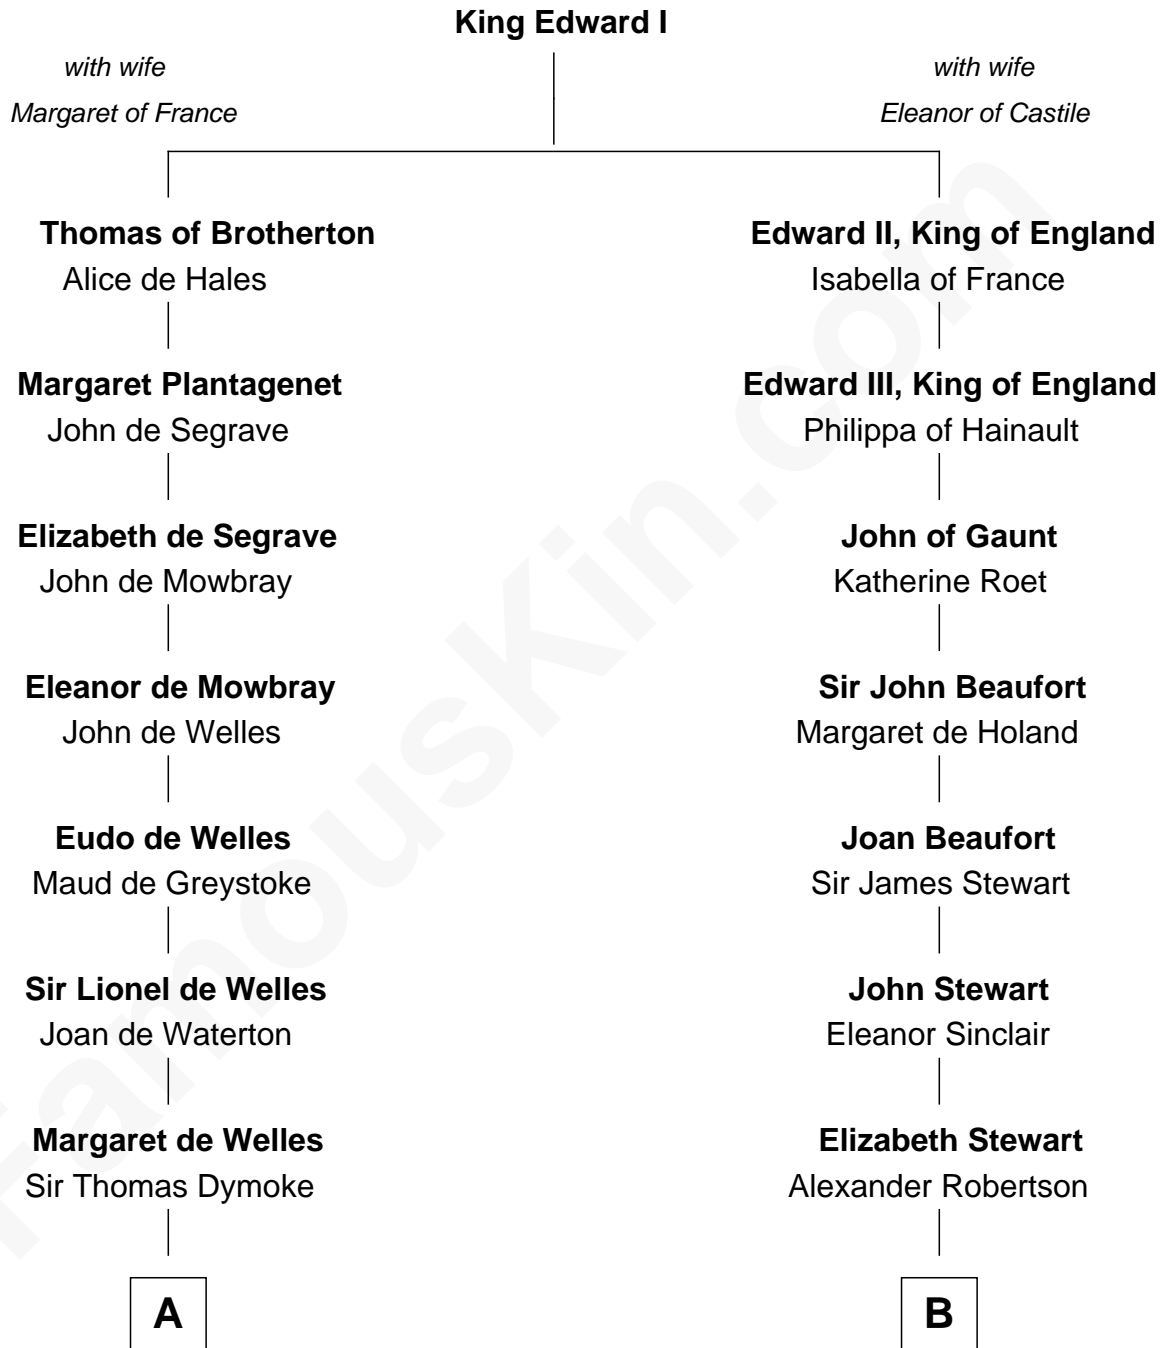 King Edward I
with wife
Margaret of France
with wife
Eleanor of Castile
Thomas of Brotherton
Alice de Hales
Edward II, King of England
Isabella of France
Margaret Plantagenet
John de Segrave
Edward III, King of England
Philippa of Hainault
Elizabeth de Segrave
John de Mowbray
John of Gaunt
Katherine Roet
Eleanor de Mowbray
John de Welles
Sir John Beaufort
Margaret de Holand
Eudo de Welles
Maud de Greystoke
Joan Beaufort
Sir James Stewart
Sir Lionel de Welles
Joan de Waterton
John Stewart
Eleanor Sinclair
Margaret de Welles
Sir Thomas Dymoke
Elizabeth Stewart
Alexander Robertson
A
B
FamousKin.com